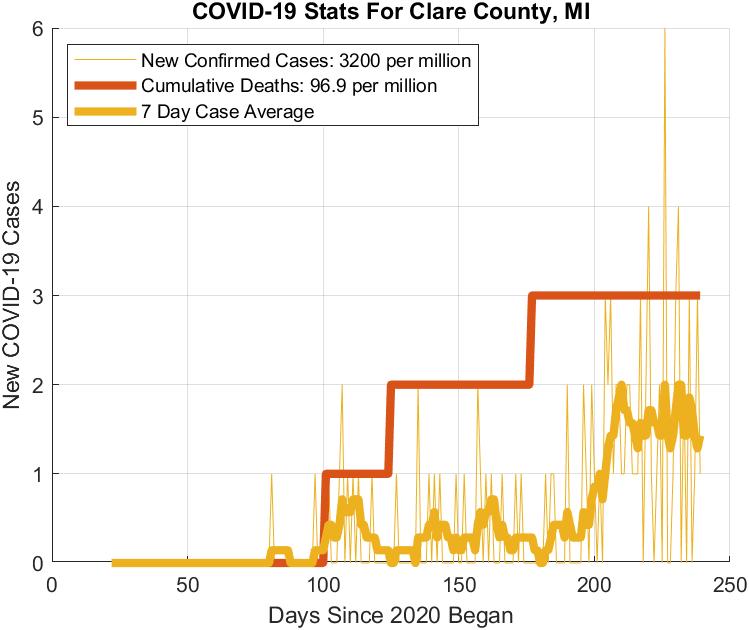 COVID-19 Stats For Clare County, MI
New Confirmed Cases: 3200 per million
Cumulative Deaths: 96.9 per million
7 Day Case Average
New COVID-19 Cases
6
5
4
3
2
1
0
0 50 100 150 200 250
Days Since 2020 Began